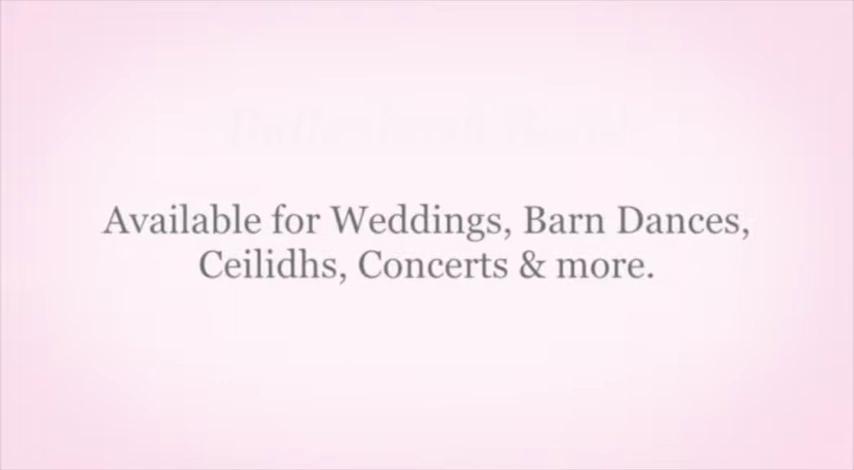 Available for Weddings, Barn Dances,
Ceilidhs, Concerts & more.